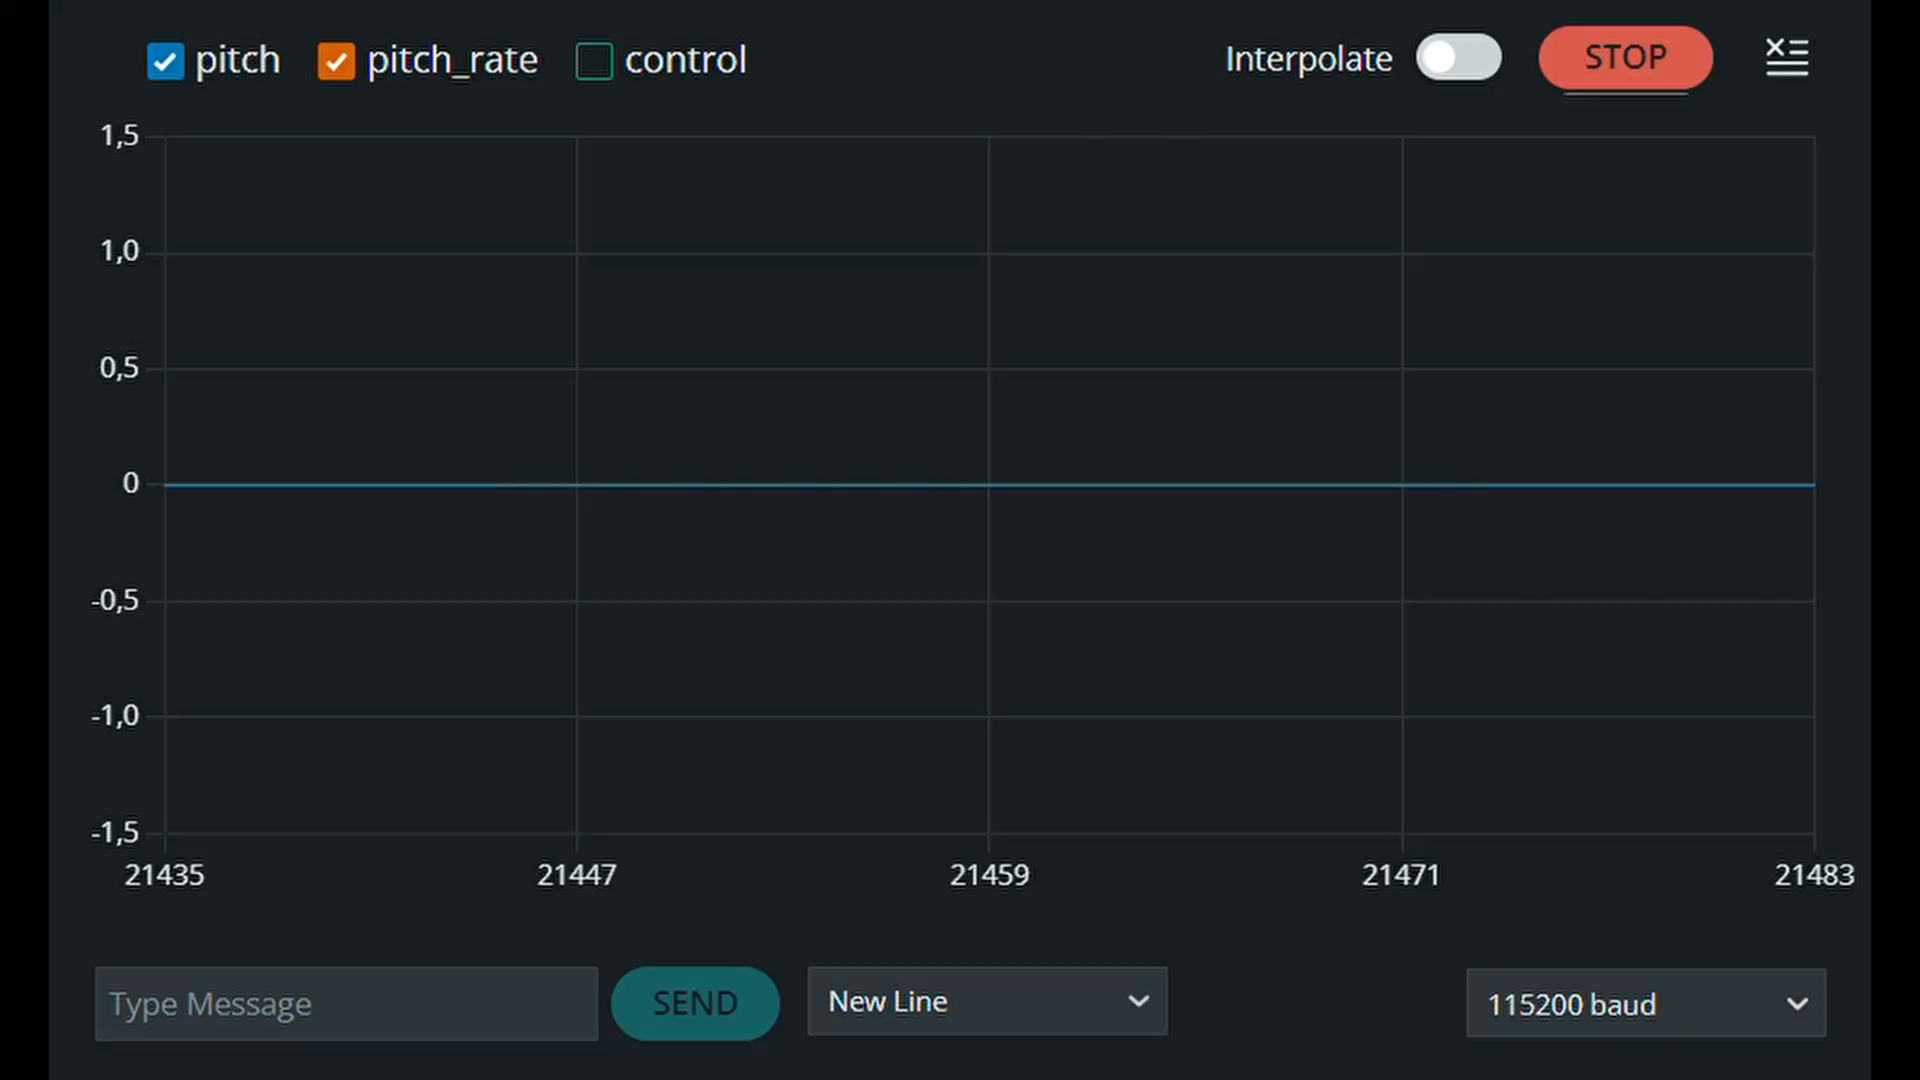 pitch pitch_rate control Interpolate STOP
1,5
1,0
0,5
0
-0,5
-1,0
-1,5
21435 21447 21459 21471 21483
Type Message SEND New Line 115200 baud